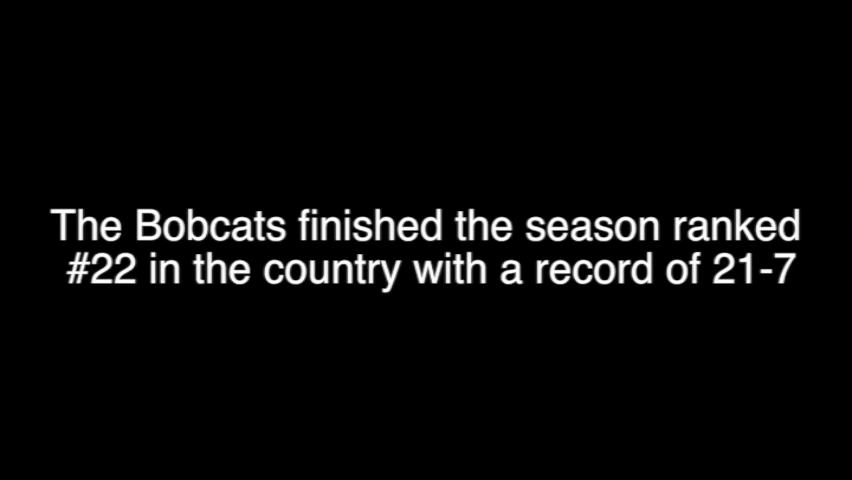 The Bobcats finished the season ranked
#22 in the country with a record of 21-7